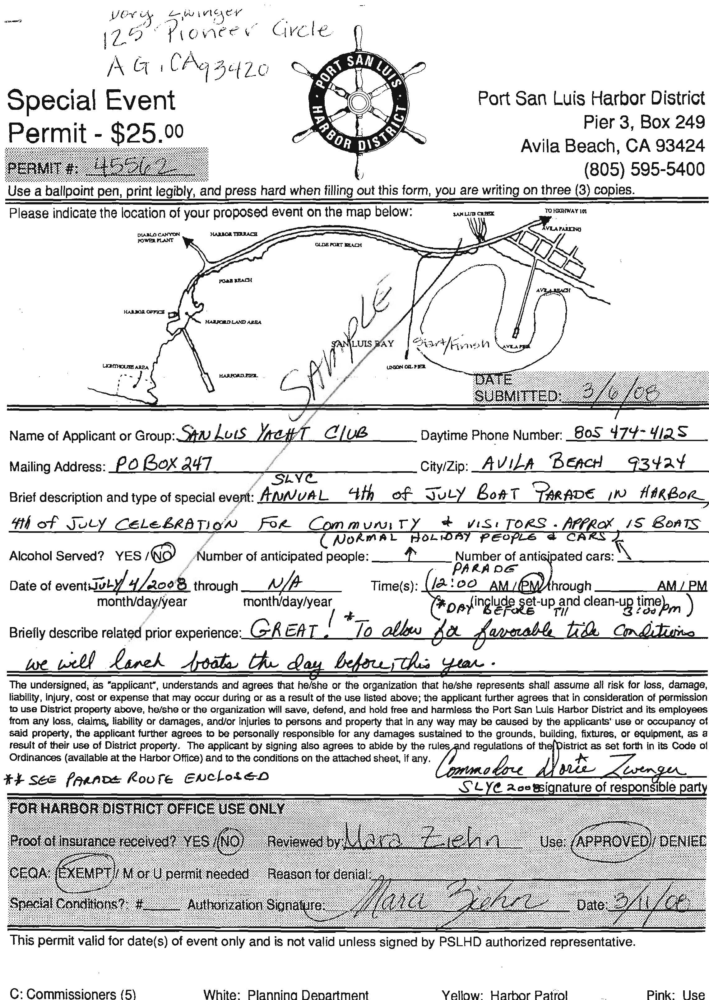 Zwinger
125 Pioneer Circle
A G, CA 93420
PORT SAN LUIS
HARBOR DISTRICT
Special Event
Permit - $25.00
PERMIT #: 45562
Port San Luis Harbor District
Pier 3, Box 249
Avila Beach, CA 93424
(805) 595-5400
Use a ballpoint pen, print legibly, and press hard when filling out this form, you are writing on three (3) copies.
Please indicate the location of your proposed event on the map below:
SAN LUIS CREEK
TO HIGHWAY 101
AVILA PARKING
DIABLO CANYON
POWER PLANT
HARBOR TERRACE
OLDE PORT BEACH
BEACH
AVILA BEACH
HARBOR OFFICE
HARFORD LAND AREA
SAMPLE
SAN LUIS BAY
Start/Finish
AVILA PIER
LIGHTHOUSE AREA
HARFORD PIER
UNION OIL PIER
DATE
SUBMITTED: 3/6/08
Name of Applicant or Group: SAN LUIS YACHT CLUB Daytime Phone Number: 805 474-4125
Mailing Address: PO BOX 247 City/Zip: AVILA BEACH 93424
SLYC
Brief description and type of special event: ANNUAL 4th of JULY BOAT PARADE IN HARBOR,
4th of JULY CELEBRATION FOR COMMUNITY & VISITORS. APPROX 15 BOATS
(NORMAL HOLIDAY PEOPLE & CARS)
Alcohol Served? YES / NO Number of anticipated people: ↑ Number of anticipated cars:
PARADE
Date of event: JULY/4/2008 through N/A Time(s): (12:00 AM / PM) through AM / PM
month/day/year month/day/year (include set-up and clean-up time)
(* DAY BEFORE Till 3:00 pm)
Briefly describe related prior experience: GREAT! * To allow for favorable tide conditions
we will lanch boats the day before, this year.
The undersigned, as "applicant", understands and agrees that he/she or the organization that he/she represents shall assume all risk for loss, damage,
liability, injury, cost or expense that may occur during or as a result of the use listed above; the applicant further agrees that in consideration of permission
to use District property above, he/she or the organization will save, defend, and hold free and harmless the Port San Luis Harbor District and its employees
from any loss, claims, liability or damages, and/or injuries to persons and property that in any way may be caused by the applicants' use or occupancy of
said property, the applicant further agrees to be personally responsible for any damages sustained to the grounds, building, fixtures, or equipment, as a
result of their use of District property. The applicant by signing also agrees to abide by the rules and regulations of the District as set forth in its Code of
Ordinances (available at the Harbor Office) and to the conditions on the attached sheet, if any.
** SEE PARADE ROUTE ENCLOSED
Commodore Dorie Zwenger
SLYC 2008 signature of responsible party
FOR HARBOR DISTRICT OFFICE USE ONLY
Proof of insurance received? YES / NO Reviewed by: Mara Ziehn Use: APPROVED / DENIED
CEQA: EXEMPT / M or U permit needed Reason for denial:
Special Conditions?: # Authorization Signature: Mara Ziehn Date: 3/11/08
This permit valid for date(s) of event only and is not valid unless signed by PSLHD authorized representative.
C: Commissioners (5) White: Planning Department Yellow: Harbor Patrol Pink: Use